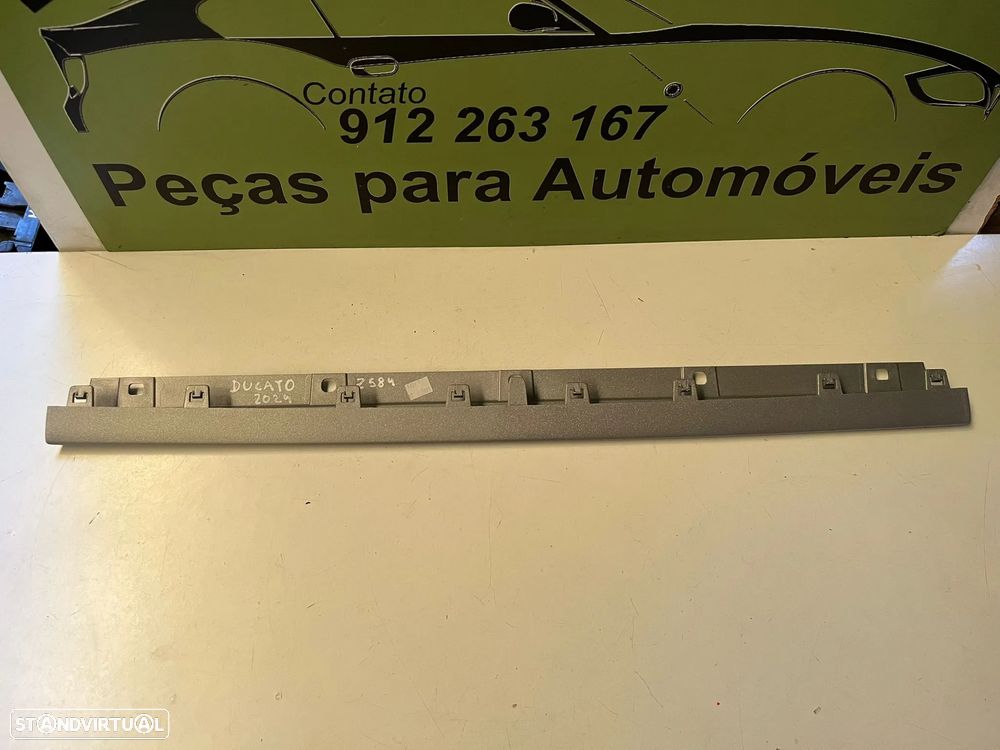 Contato
912 263 167
Peças para Automóveis
DUCATO
2024
7584
STANDVIRTUAL